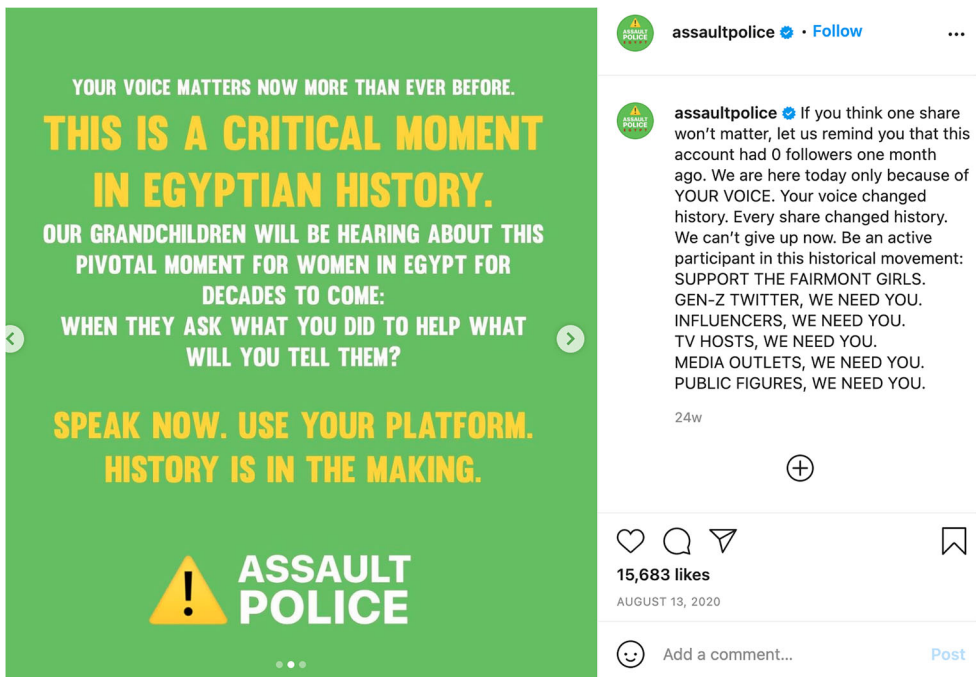 YOUR VOICE MATTERS NOW MORE THAN EVER BEFORE.
THIS IS A CRITICAL MOMENT
IN EGYPTIAN HISTORY.
OUR GRANDCHILDREN WILL BE HEARING ABOUT THIS
PIVOTAL MOMENT FOR WOMEN IN EGYPT FOR
DECADES TO COME:
WHEN THEY ASK WHAT YOU DID TO HELP WHAT
WILL YOU TELL THEM?
SPEAK NOW. USE YOUR PLATFORM.
HISTORY IS IN THE MAKING.
ASSAULT
POLICE
ASSAULT
POLICE
assaultpolice • Follow
ASSAULT
POLICE
assaultpolice If you think one share
won’t matter, let us remind you that this
account had 0 followers one month
ago. We are here today only because of
YOUR VOICE. Your voice changed
history. Every share changed history.
We can’t give up now. Be an active
participant in this historical movement:
SUPPORT THE FAIRMONT GIRLS.
GEN-Z TWITTER, WE NEED YOU.
INFLUENCERS, WE NEED YOU.
TV HOSTS, WE NEED YOU.
MEDIA OUTLETS, WE NEED YOU.
PUBLIC FIGURES, WE NEED YOU.
24w
15,683 likes
AUGUST 13, 2020
Add a comment...
Post